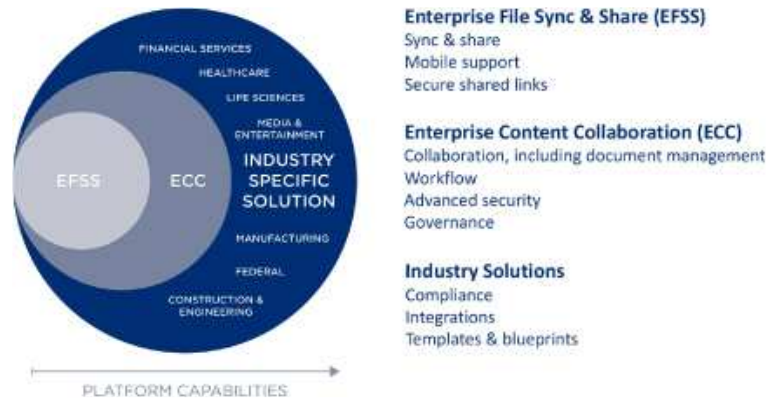 FINANCIAL SERVICES
HEALTHCARE
LIFE SCIENCES
MEDIA &
ENTERTAINMENT
EFSS
ECC
INDUSTRY
SPECIFIC
SOLUTION
MANUFACTURING
FEDERAL
CONSTRUCTION &
ENGINEERING
PLATFORM CAPABILITIES
Enterprise File Sync & Share (EFSS)
Sync & share
Mobile support
Secure shared links
Enterprise Content Collaboration (ECC)
Collaboration, including document management
Workflow
Advanced security
Governance
Industry Solutions
Compliance
Integrations
Templates & blueprints